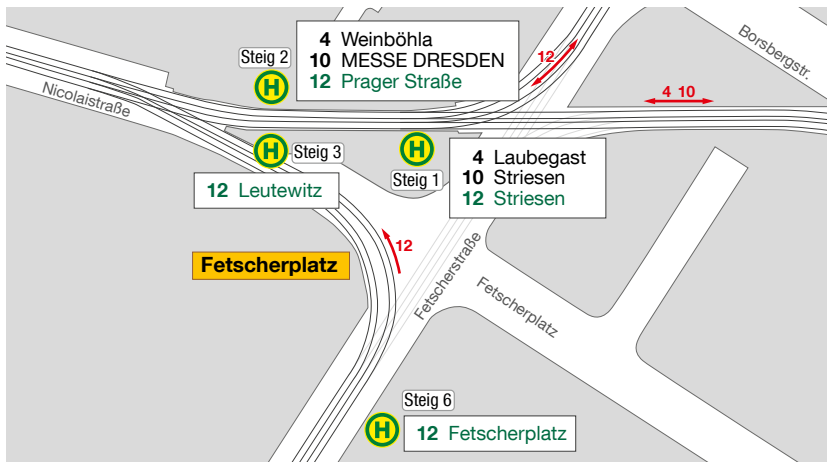 Steig 2
4 Weinböhla
10 MESSE DRESDEN
12 Prager Straße
12
Borsbergstr.
H
Nicolaistraße
4 10
H
Steig 3
H
Steig 1
4 Laubegast
10 Striesen
12 Striesen
12 Leutewitz
12
Fetscherplatz
Fetscherstraße
Fetscherplatz
Steig 6
H
12 Fetscherplatz